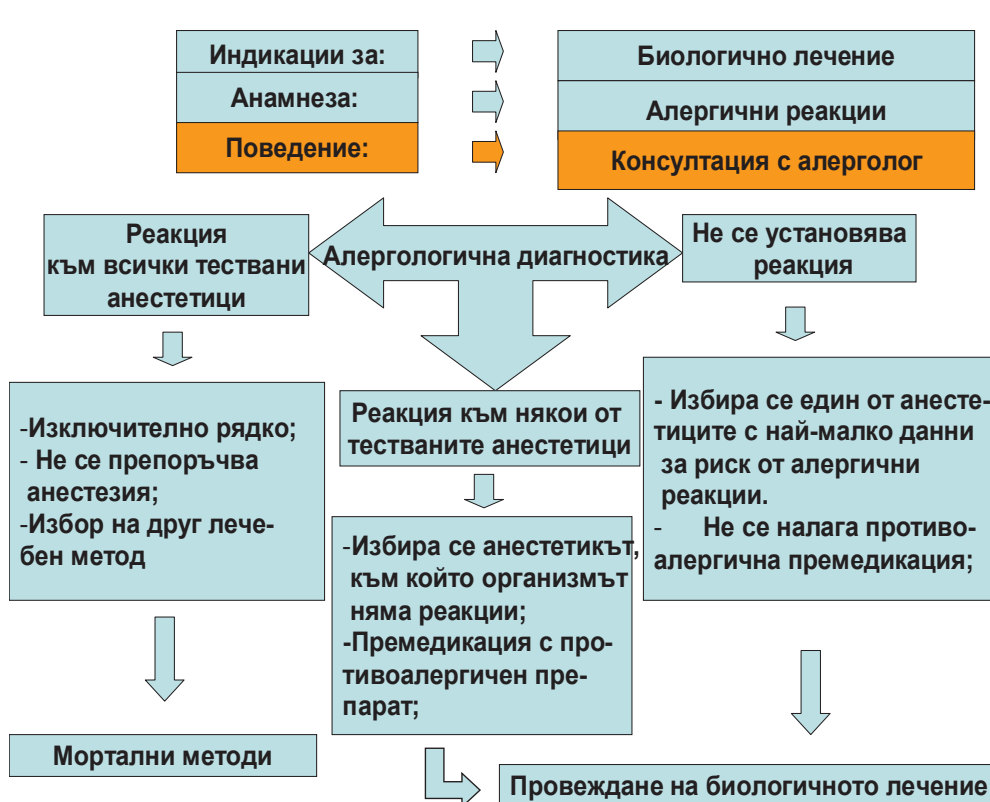 Индикации за:
Биологично лечение
Анамнеза:
Алергични реакции
Поведение:
Консултация с алерголог
Реакция
към всички тествани
анестетици
Алергологична диагностика
Не се установява
реакция
-Изключително рядко;
- Не се препоръчва
анестезия;
-Избор на друг лече-
бен метод
Реакция към някои от
тестваните анестетици
- Избира се един от анесте-
тиците с най-малко данни
за риск от алергични
реакции.
- Не се налага противо-
алергична премедикация;
-Избира се анестетикът,
към който организмът
няма реакции;
-Премедикация с про-
тивоалергичен пре-
парат;
Мортални методи
Провеждане на биологичното лечение